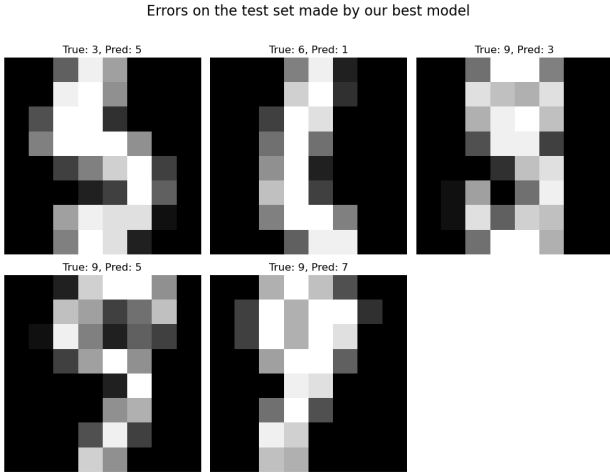 Errors on the test set made by our best model
True: 3, Pred: 5
True: 6, Pred: 1
True: 9, Pred: 3
True: 9, Pred: 5
True: 9, Pred: 7